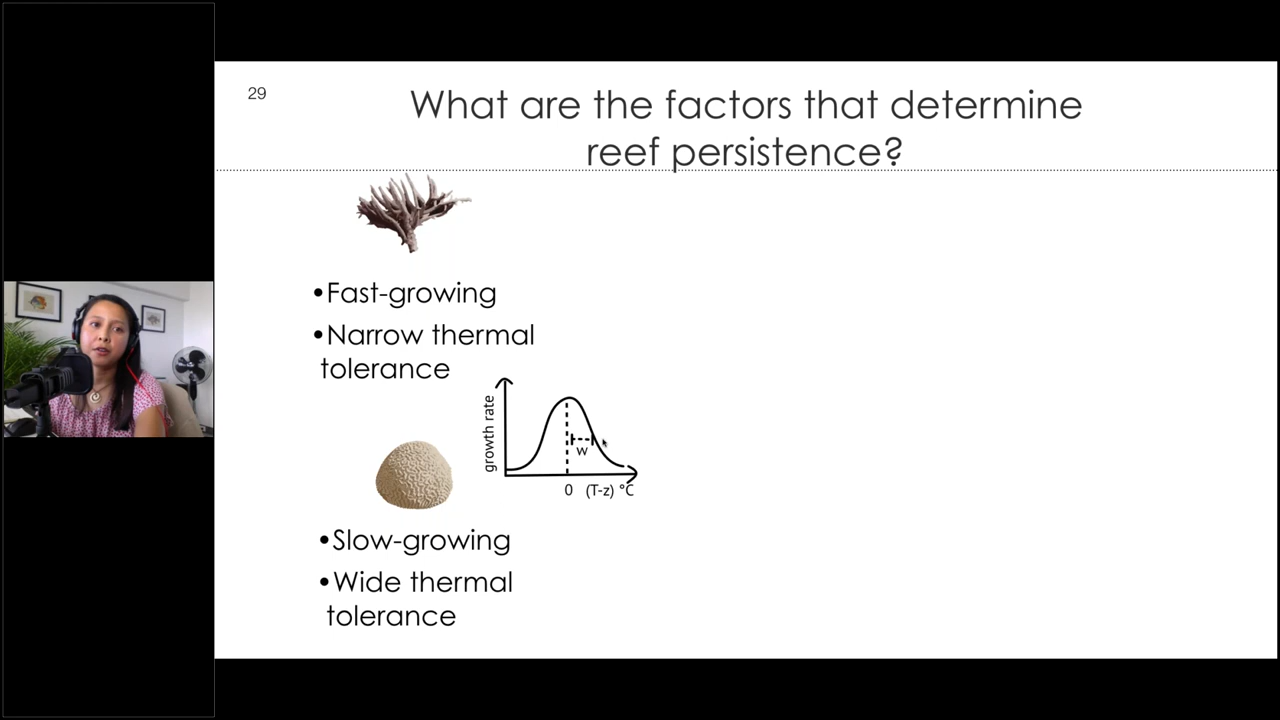 29
What are the factors that determine
reef persistence?
•Fast-growing
•Narrow thermal
tolerance
growth rate
w
0 (T-z) °C
•Slow-growing
•Wide thermal
tolerance